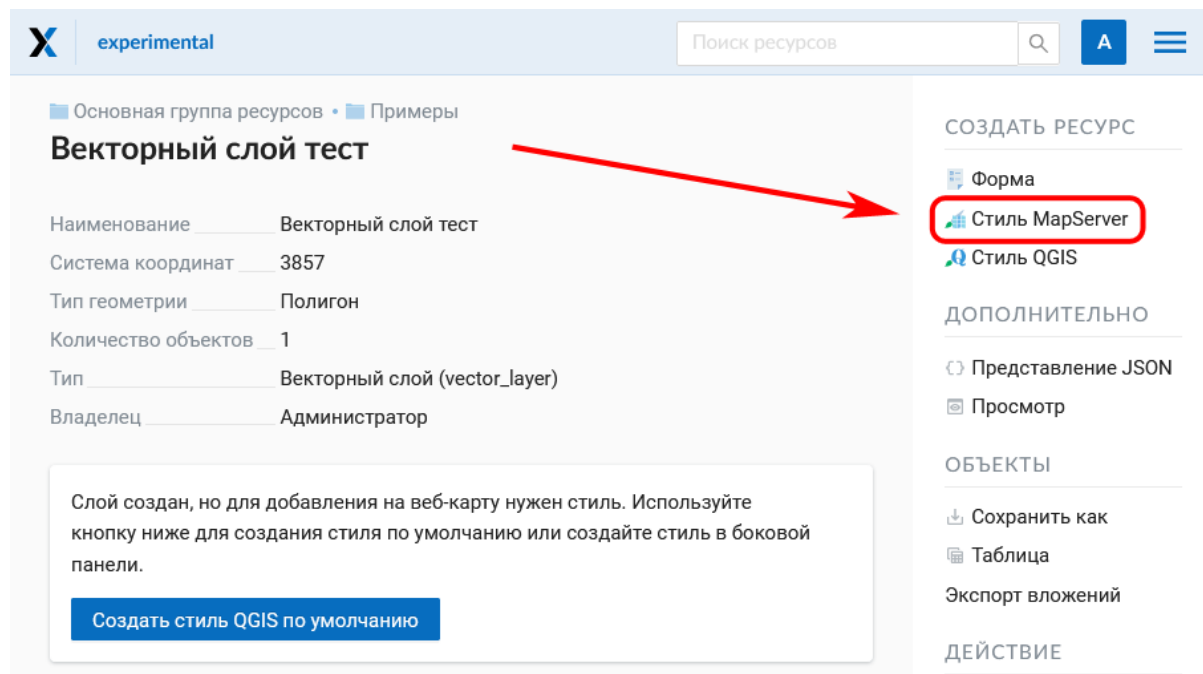 X experimental Поиск ресурсов A
Основная группа ресурсов • Примеры
Векторный слой тест
Наименование Векторный слой тест
Система координат 3857
Тип геометрии Полигон
Количество объектов 1
Тип Векторный слой (vector_layer)
Владелец Администратор
Слой создан, но для добавления на веб-карту нужен стиль. Используйте
кнопку ниже для создания стиля по умолчанию или создайте стиль в боковой
панели.
Создать стиль QGIS по умолчанию
СОЗДАТЬ РЕСУРС
Форма
Стиль MapServer
Стиль QGIS
ДОПОЛНИТЕЛЬНО
Представление JSON
Просмотр
ОБЪЕКТЫ
Сохранить как
Таблица
Экспорт вложений
ДЕЙСТВИЕ